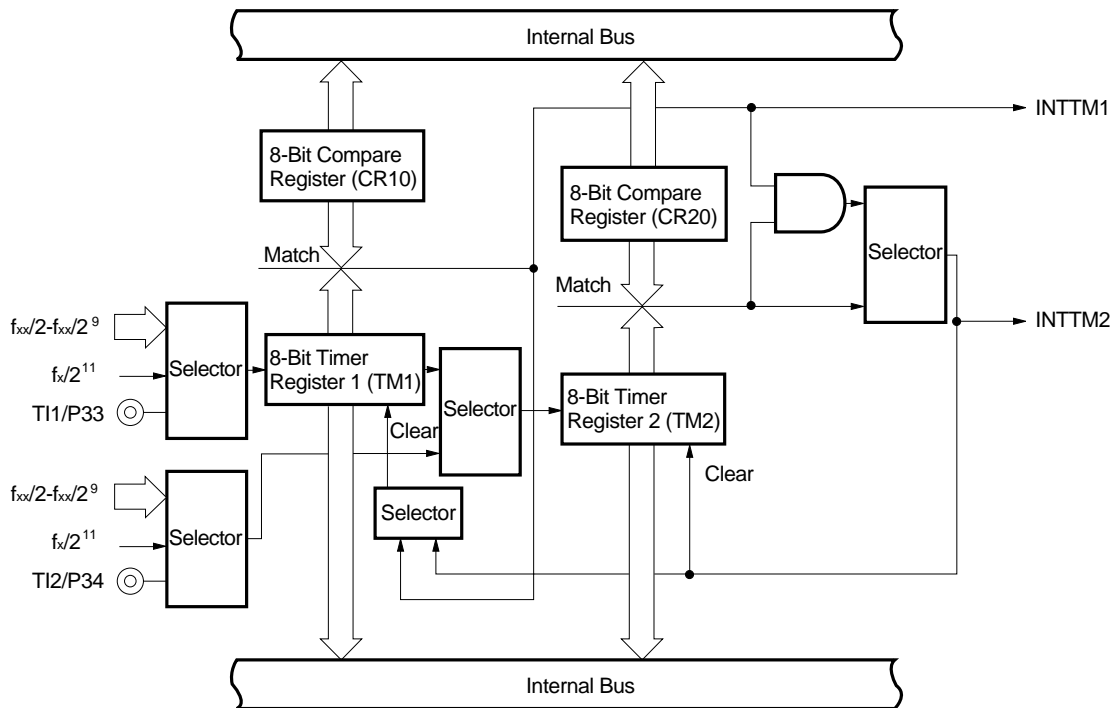 Internal Bus
INTTM1
8-Bit Compare
Register (CR10)
8-Bit Compare
Register (CR20)
Match
Selector
Match
fxx/2-fxx/2⁹
fx/2¹¹
TI1/P33
Selector
8-Bit Timer
Register 1 (TM1)
Selector
INTTM2
8-Bit Timer
Register 2 (TM2)
Clear
Clear
fxx/2-fxx/2⁹
fx/2¹¹
TI2/P34
Selector
Selector
Internal Bus